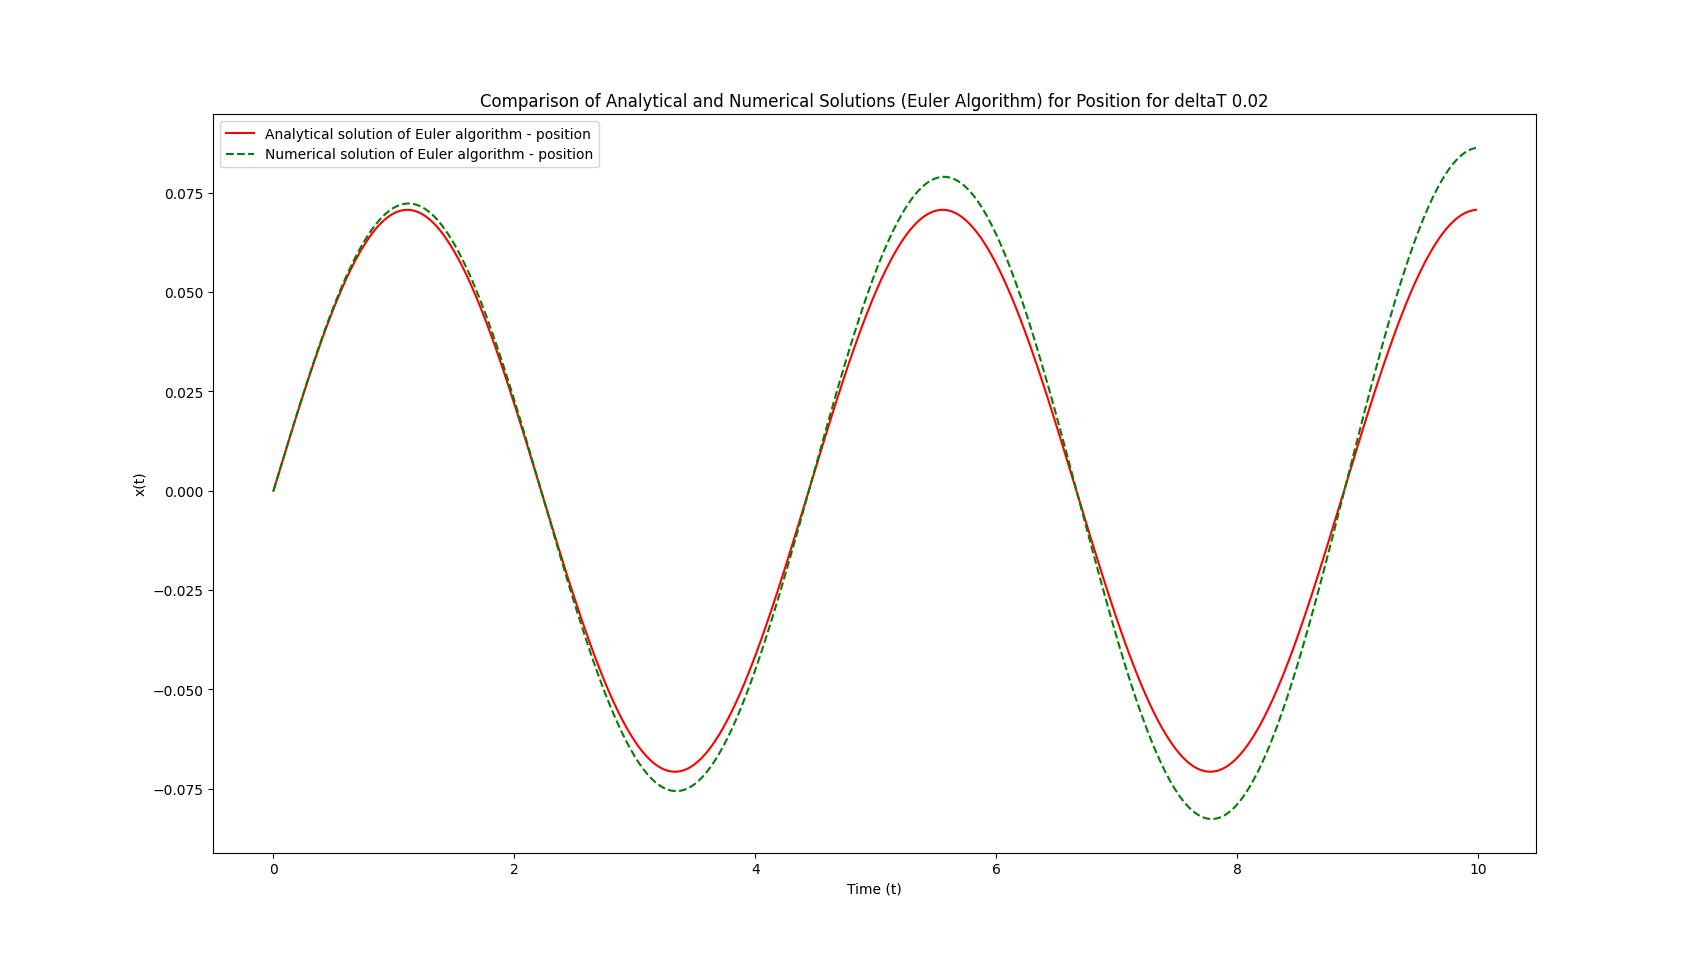 Comparison of Analytical and Numerical Solutions (Euler Algorithm) for Position for deltaT 0.02
Analytical solution of Euler algorithm - position
Numerical solution of Euler algorithm - position
0.075
0.050
0.025
x(t)
0.000
−0.025
−0.050
−0.075
0 2 4 6 8 10
Time (t)